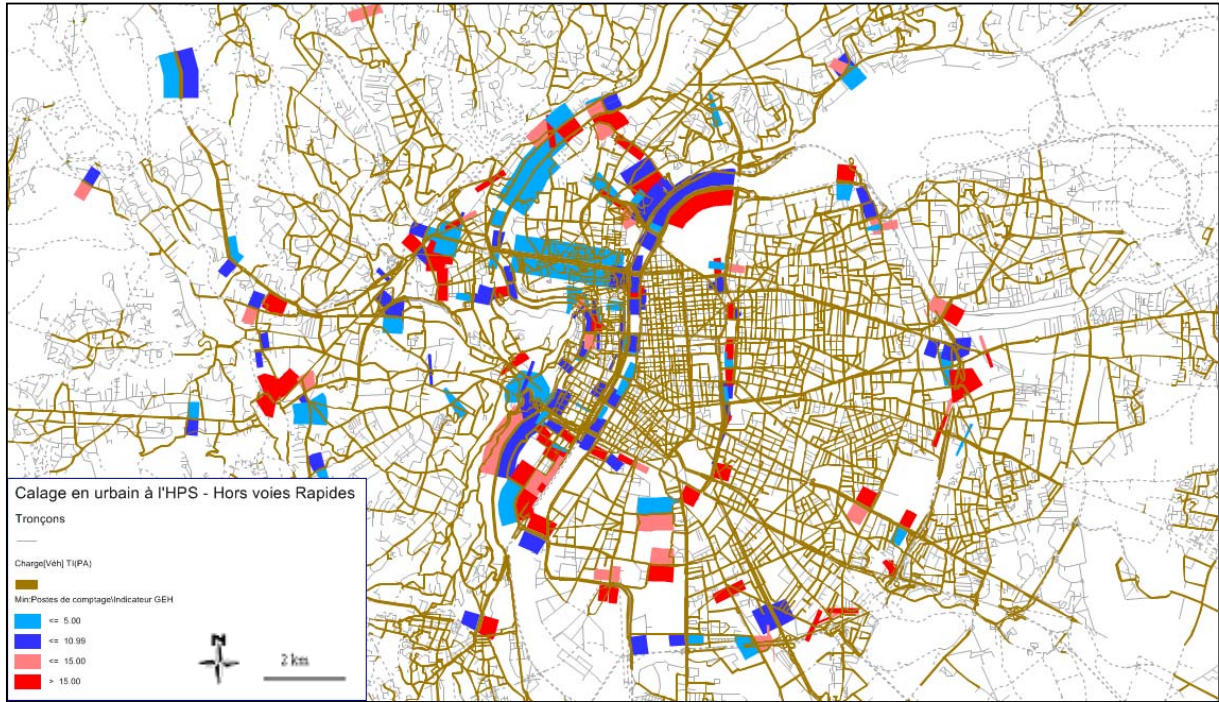 Calage en urbain à l'HPS - Hors voies Rapides
Tronçons
Charge[Véh] TI(PA)
Min:Postes de comptage\Indicateur GEH
<= 5.00
<= 10.99
<= 15.00
> 15.00
N
2 km